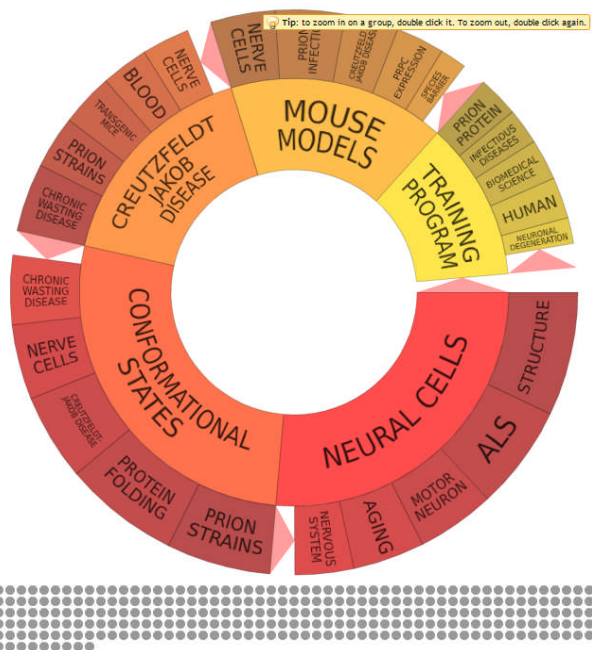 Tip: to zoom in on a group, double click it. To zoom out, double click again.
MOUSE
MODELS
NERVE
CELLS
PRION
CREUTZFELD
JAKOB DISEAS
PRPC
EXPRESSION
SPECIES
BARRIER
TRAINING
PROGRAM
PRION
PROTEIN
INFECTIOUS
DISEASES
BIOMEDICAL
SCIENCE
HUMAN
NEURONAL
DEGENERATION
NEURAL CELLS
STRUCTURE
ALS
MOTOR
NEURON
AGING
NERVOUS
SYSTEM
CONFORMATIONAL
STATES
PRION
STRAINS
PROTEIN
FOLDING
CREUTZFELDT-
JAKOB DISEASE
NERVE
CELLS
CHRONIC
WASTING
DISEASE
CREUTZFELDT
JAKOB
DISEASE
CHRONIC
WASTING
DISEASE
PRION
STRAINS
TRANSGENIC
MICE
BLOOD
NERVE
CELLS